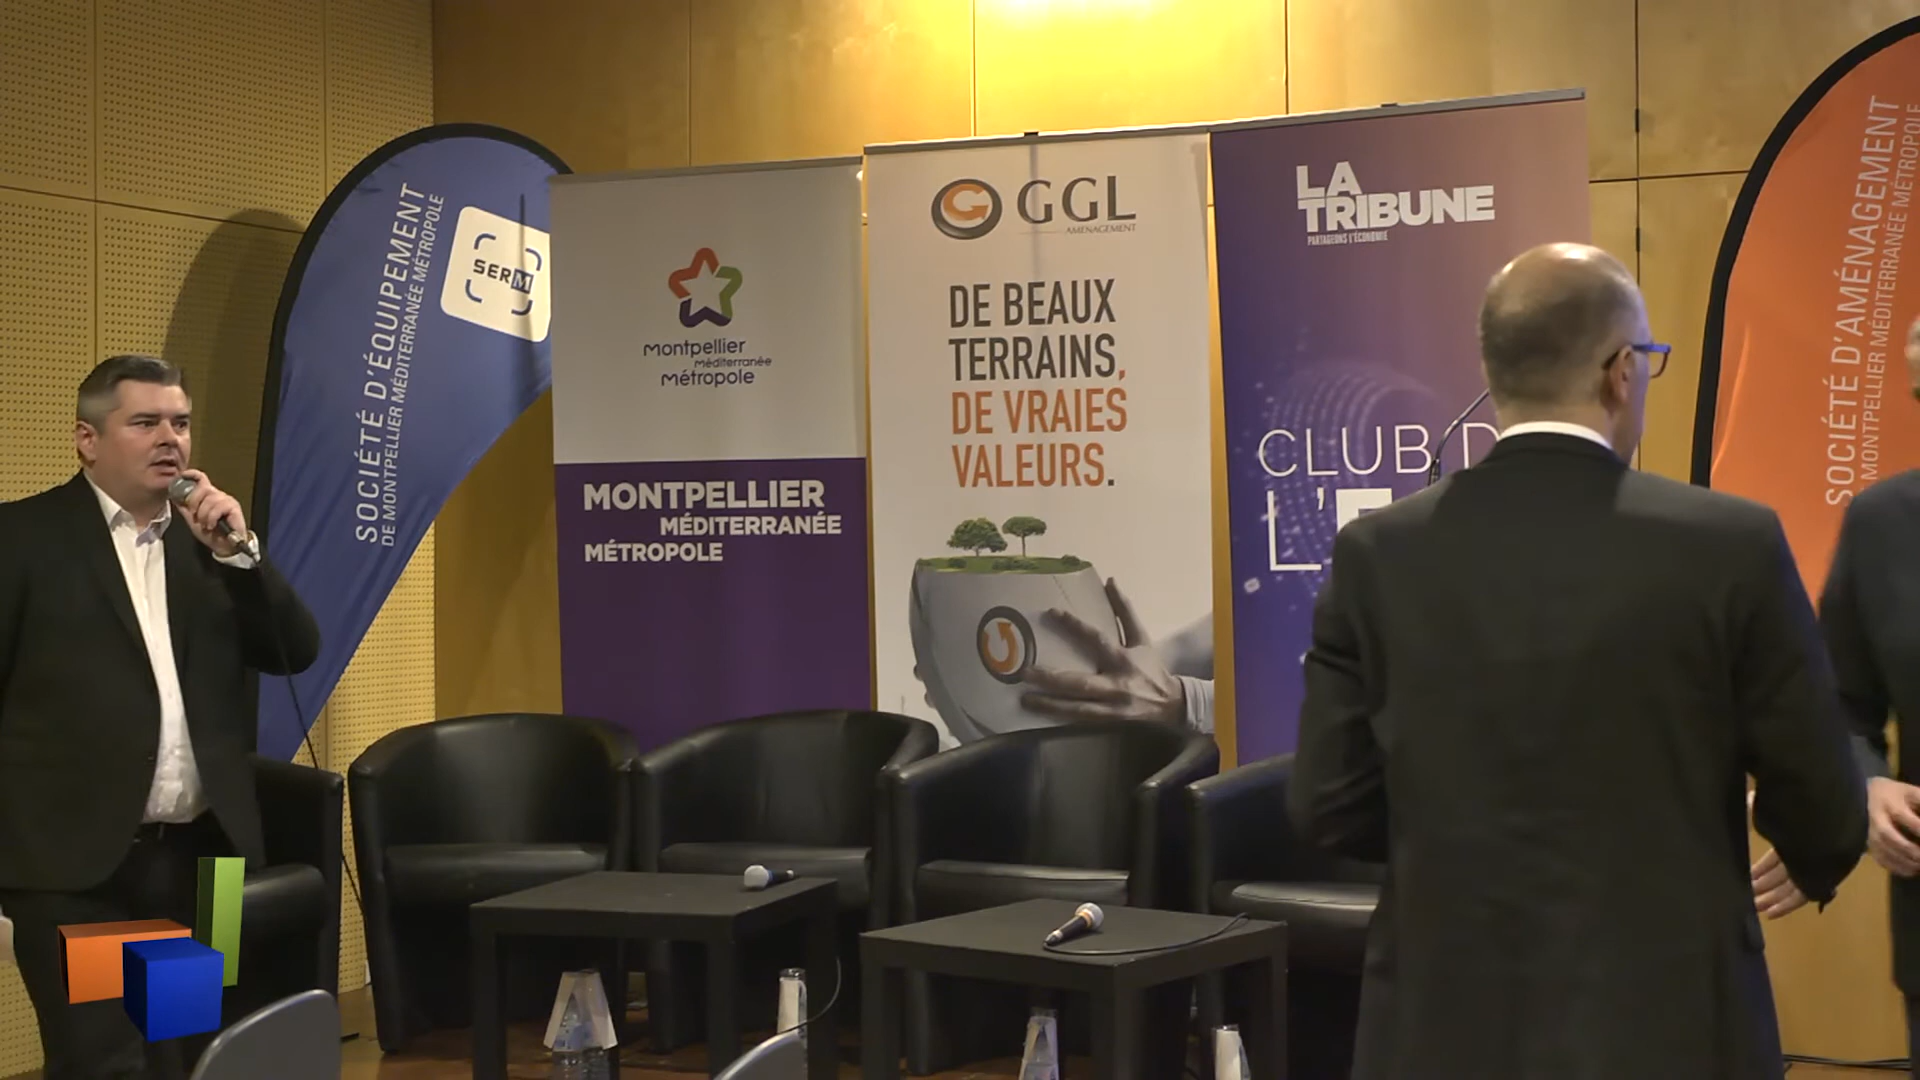 SOCIÉTÉ D'ÉQUIPEMENT
DE MONTPELLIER MÉDITERRANÉE MÉTROPOLE
SERM
montpellier
méditerranée
métropole
MONTPELLIER
MÉDITERRANÉE
MÉTROPOLE
GGL
AMENAGEMENT
DE BEAUX
TERRAINS,
DE VRAIES
VALEURS.
LA
TRIBUNE
PARTAGEONS L'ÉCONOMIE
CLUB D
L'
SOCIÉTÉ D'AMÉNAGEMENT
DE MONTPELLIER MÉDITERRANÉE MÉTROPOLE